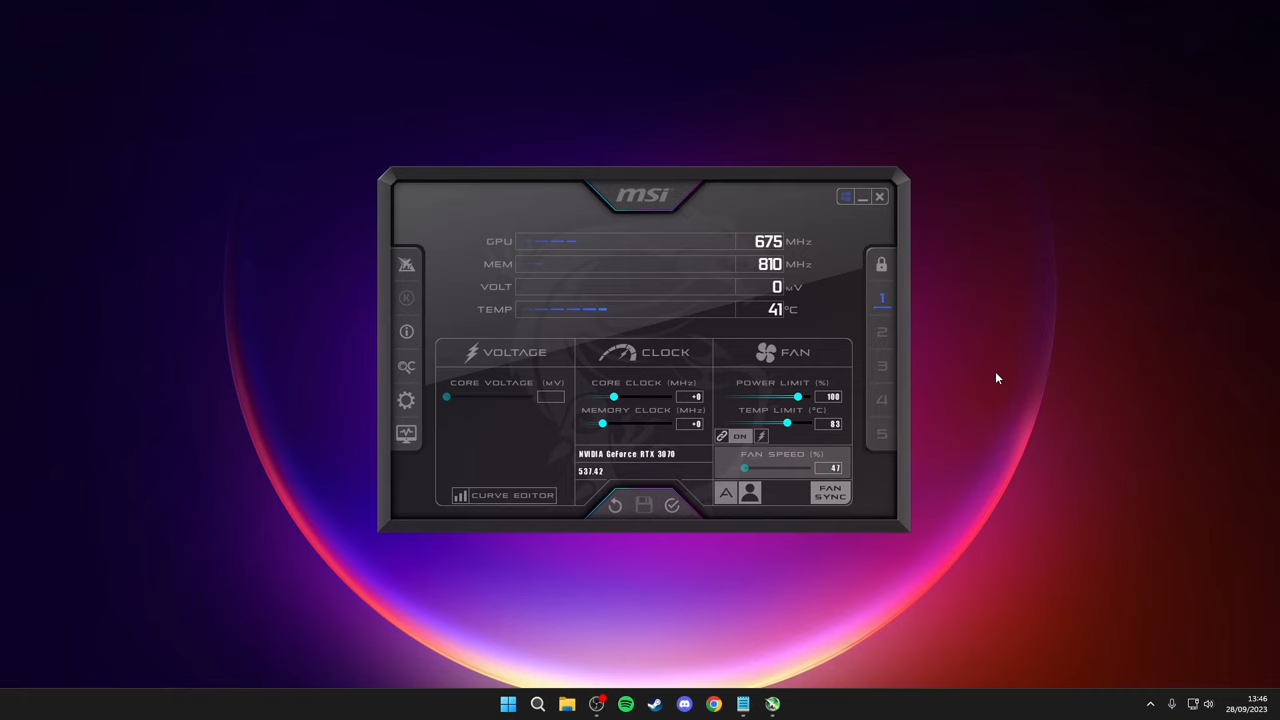 msi
GPU 675 MHz
MEM 810 MHz
VOLT 0 MV
TEMP 41 °C
1
2
3
4
5
VOLTAGE
CLOCK
FAN
CORE VOLTAGE (MV)
CORE CLOCK (MHz)
+0
MEMORY CLOCK (MHz)
+0
POWER LIMIT (%)
100
TEMP LIMIT (°C)
83
ON
NVIDIA GeForce RTX 3070
537.42
FAN SPEED (%)
47
CURVE EDITOR
A
FAN
SYNC
13:46
28/09/2023